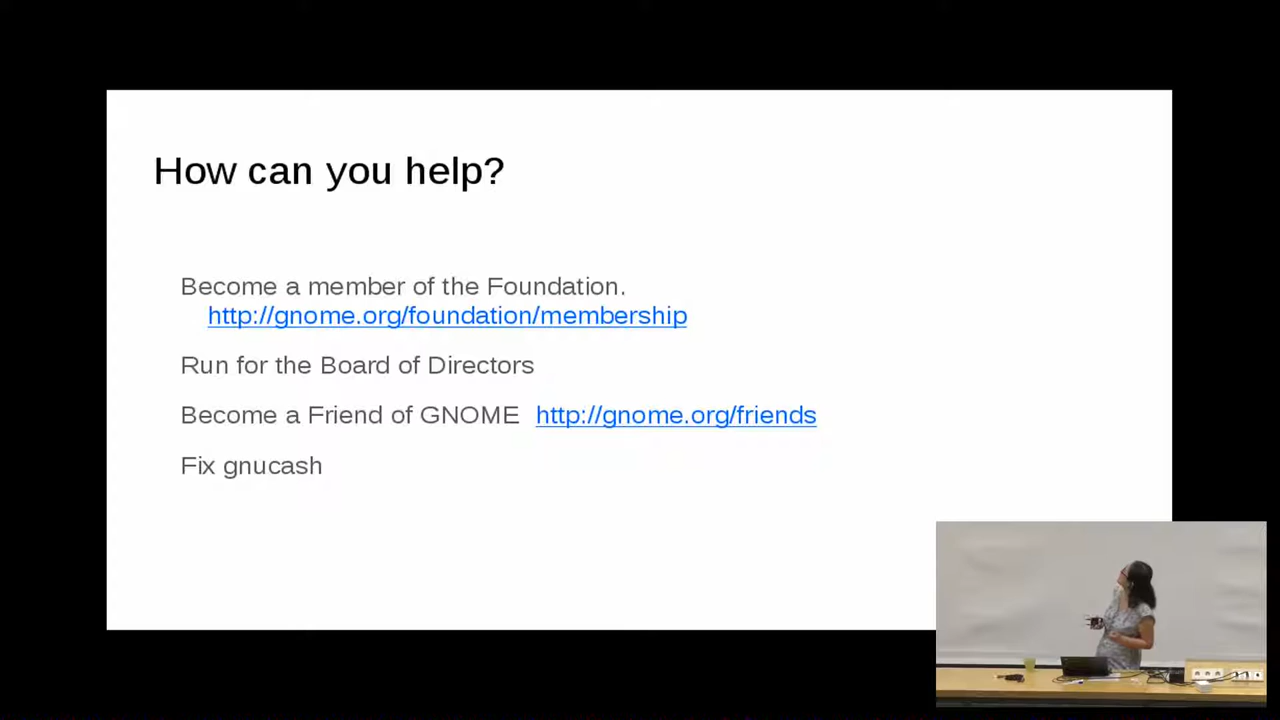 How can you help?
Become a member of the Foundation.
http://gnome.org/foundation/membership
Run for the Board of Directors
Become a Friend of GNOME http://gnome.org/friends
Fix gnucash